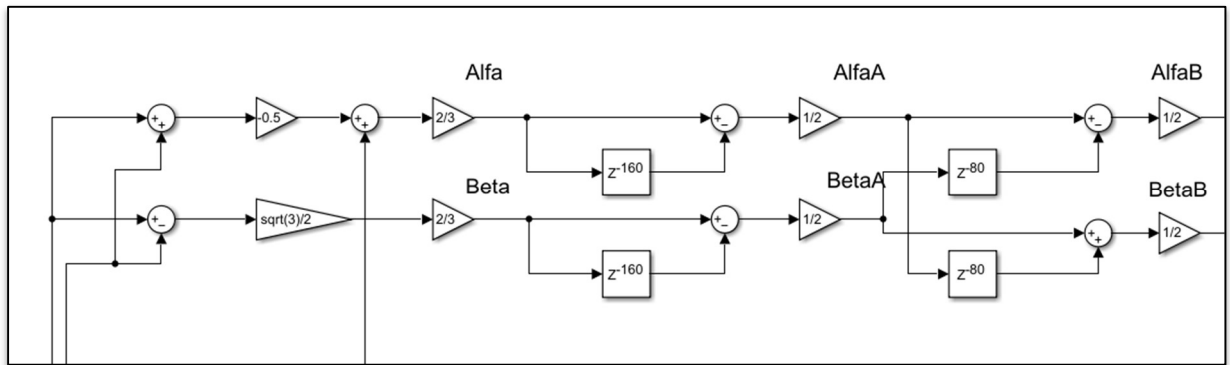 Alfa AlfaA AlfaB
+ + -0.5 + + 2/3 + - 1/2 + - 1/2
Z-160 Z-80
Beta BetaA BetaB
+ - sqrt(3)/2 2/3 + - 1/2 + + 1/2
Z-160 Z-80